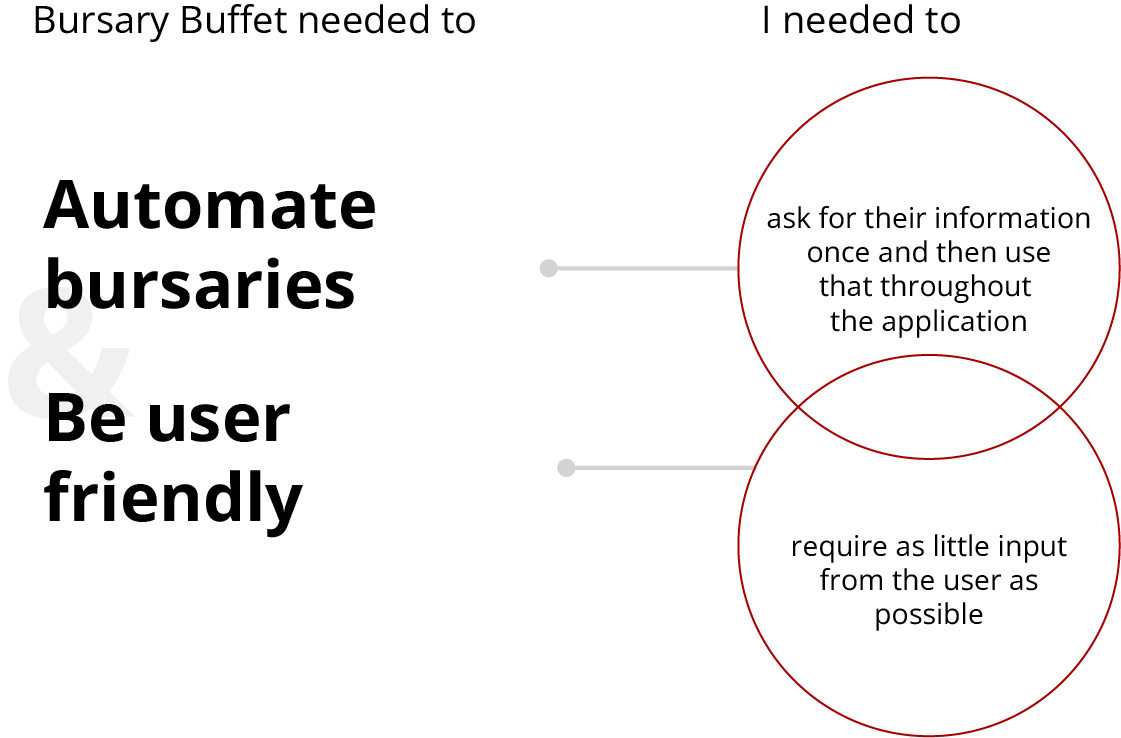 Bursary Buffet needed to
I needed to
Automate
bursaries
&
Be user
friendly
ask for their information
once and then use
that throughout
the application
require as little input
from the user as
possible